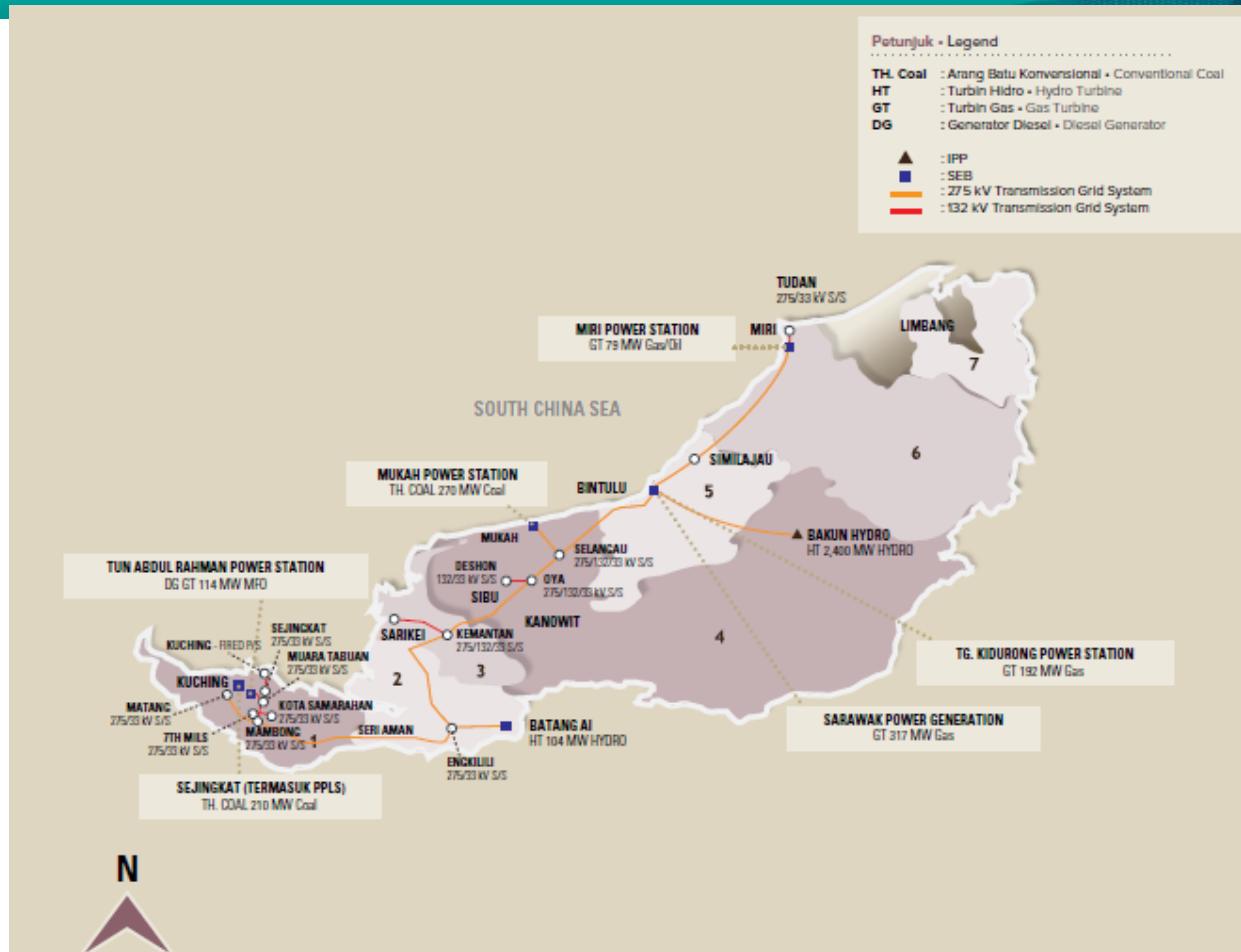 Petunjuk • Legend
TH. Coal : Arang Batu Konvensional • Conventional Coal
HT : Turbin Hidro • Hydro Turbine
GT : Turbin Gas • Gas Turbine
DG : Generator Diesel • Diesel Generator
: IPP
: SEB
: 275 kV Transmission Grid System
: 132 kV Transmission Grid System
TUDAN
275/33 kV S/S
MIRI POWER STATION
GT 79 MW Gas/Oil
MIRI
LIMBANG
7
SOUTH CHINA SEA
6
SIMILAJAU
MUKAH POWER STATION
TH. COAL 270 MW Coal
BINTULU
5
MUKAH
BAKUN HYDRO
HT 2,400 MW HYDRO
SELANGAU
275/132/33 kV S/S
DESHON
132/33 kV S/S
OYA
275/132/33 kV S/S
SIBU
TUN ABDUL RAHMAN POWER STATION
DG GT 114 MW MFO
KANOWIT
4
SARIKEI
KEMANTAN
275/132/33 S/S
SEJINGKAT
275/33 kV S/S
KUCHING - FIRED P/S
MUARA TABUAN
275/33 kV S/S
TG. KIDURONG POWER STATION
GT 192 MW Gas
2
3
KUCHING
MATANG
275/33 kV S/S
KOTA SAMARAHAN
275/33 kV S/S
7TH MILS
275/33 kV S/S
MAMBONG
275/33 kV S/S
1
SERI AMAN
BATANG AI
HT 104 MW HYDRO
SARAWAK POWER GENERATION
GT 317 MW Gas
ENGKILILI
275/33 kV S/S
SEJINGKAT (TERMASUK PPLS)
TH. COAL 210 MW Coal
N